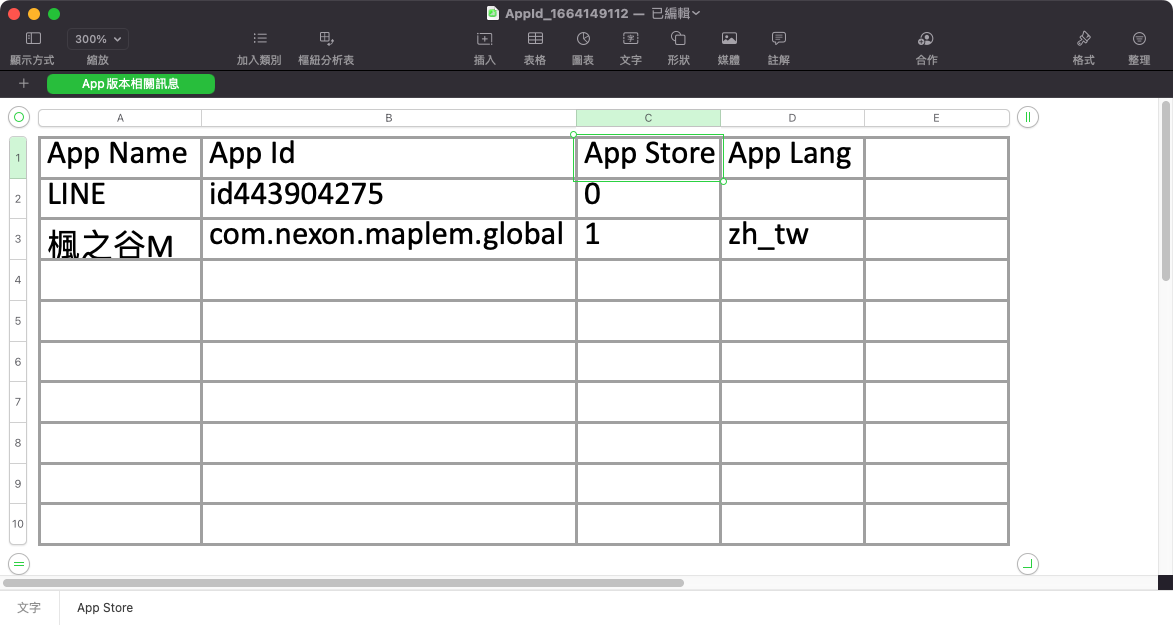 AppId_1664149112 — 已編輯
300%
顯示方式 縮放 加入類別 樞紐分析表 插入 表格 圖表 文字 形狀 媒體 註解 合作 格式 整理
+ App版本相關訊息
A B C D E
1 App Name App Id App Store App Lang
2 LINE id443904275 0
3 楓之谷M com.nexon.maplem.global 1 zh_tw
4
5
6
7
8
9
10
文字 App Store